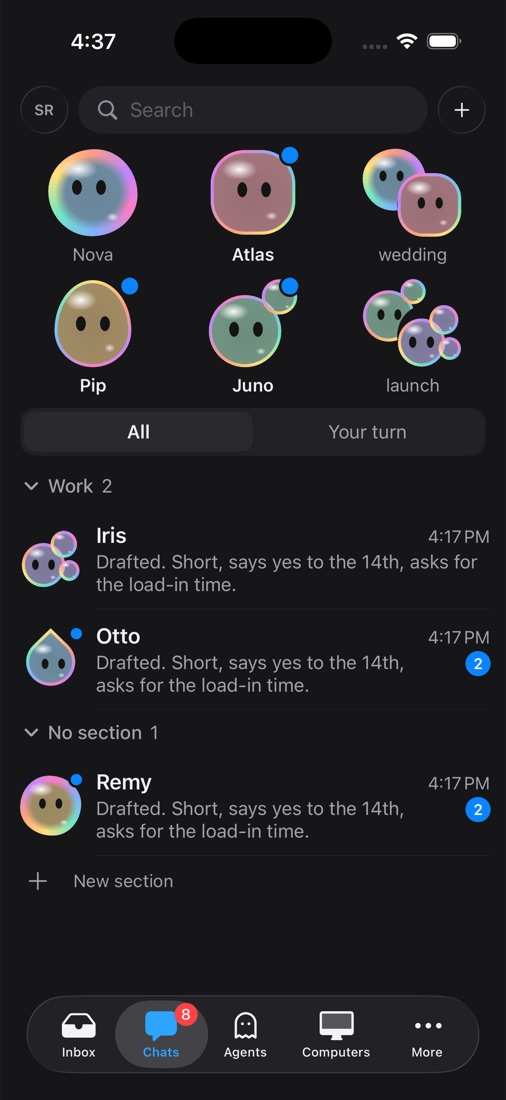 4:37
SR
Search
Nova
Atlas
wedding
Pip
Juno
launch
All
Your turn
Work 2
Iris
4:17 PM
Drafted. Short, says yes to the 14th, asks for
the load-in time.
Otto
4:17 PM
Drafted. Short, says yes to the 14th,
asks for the load-in time.
2
No section 1
Remy
4:17 PM
Drafted. Short, says yes to the 14th,
asks for the load-in time.
2
New section
8
Inbox
Chats
Agents
Computers
More